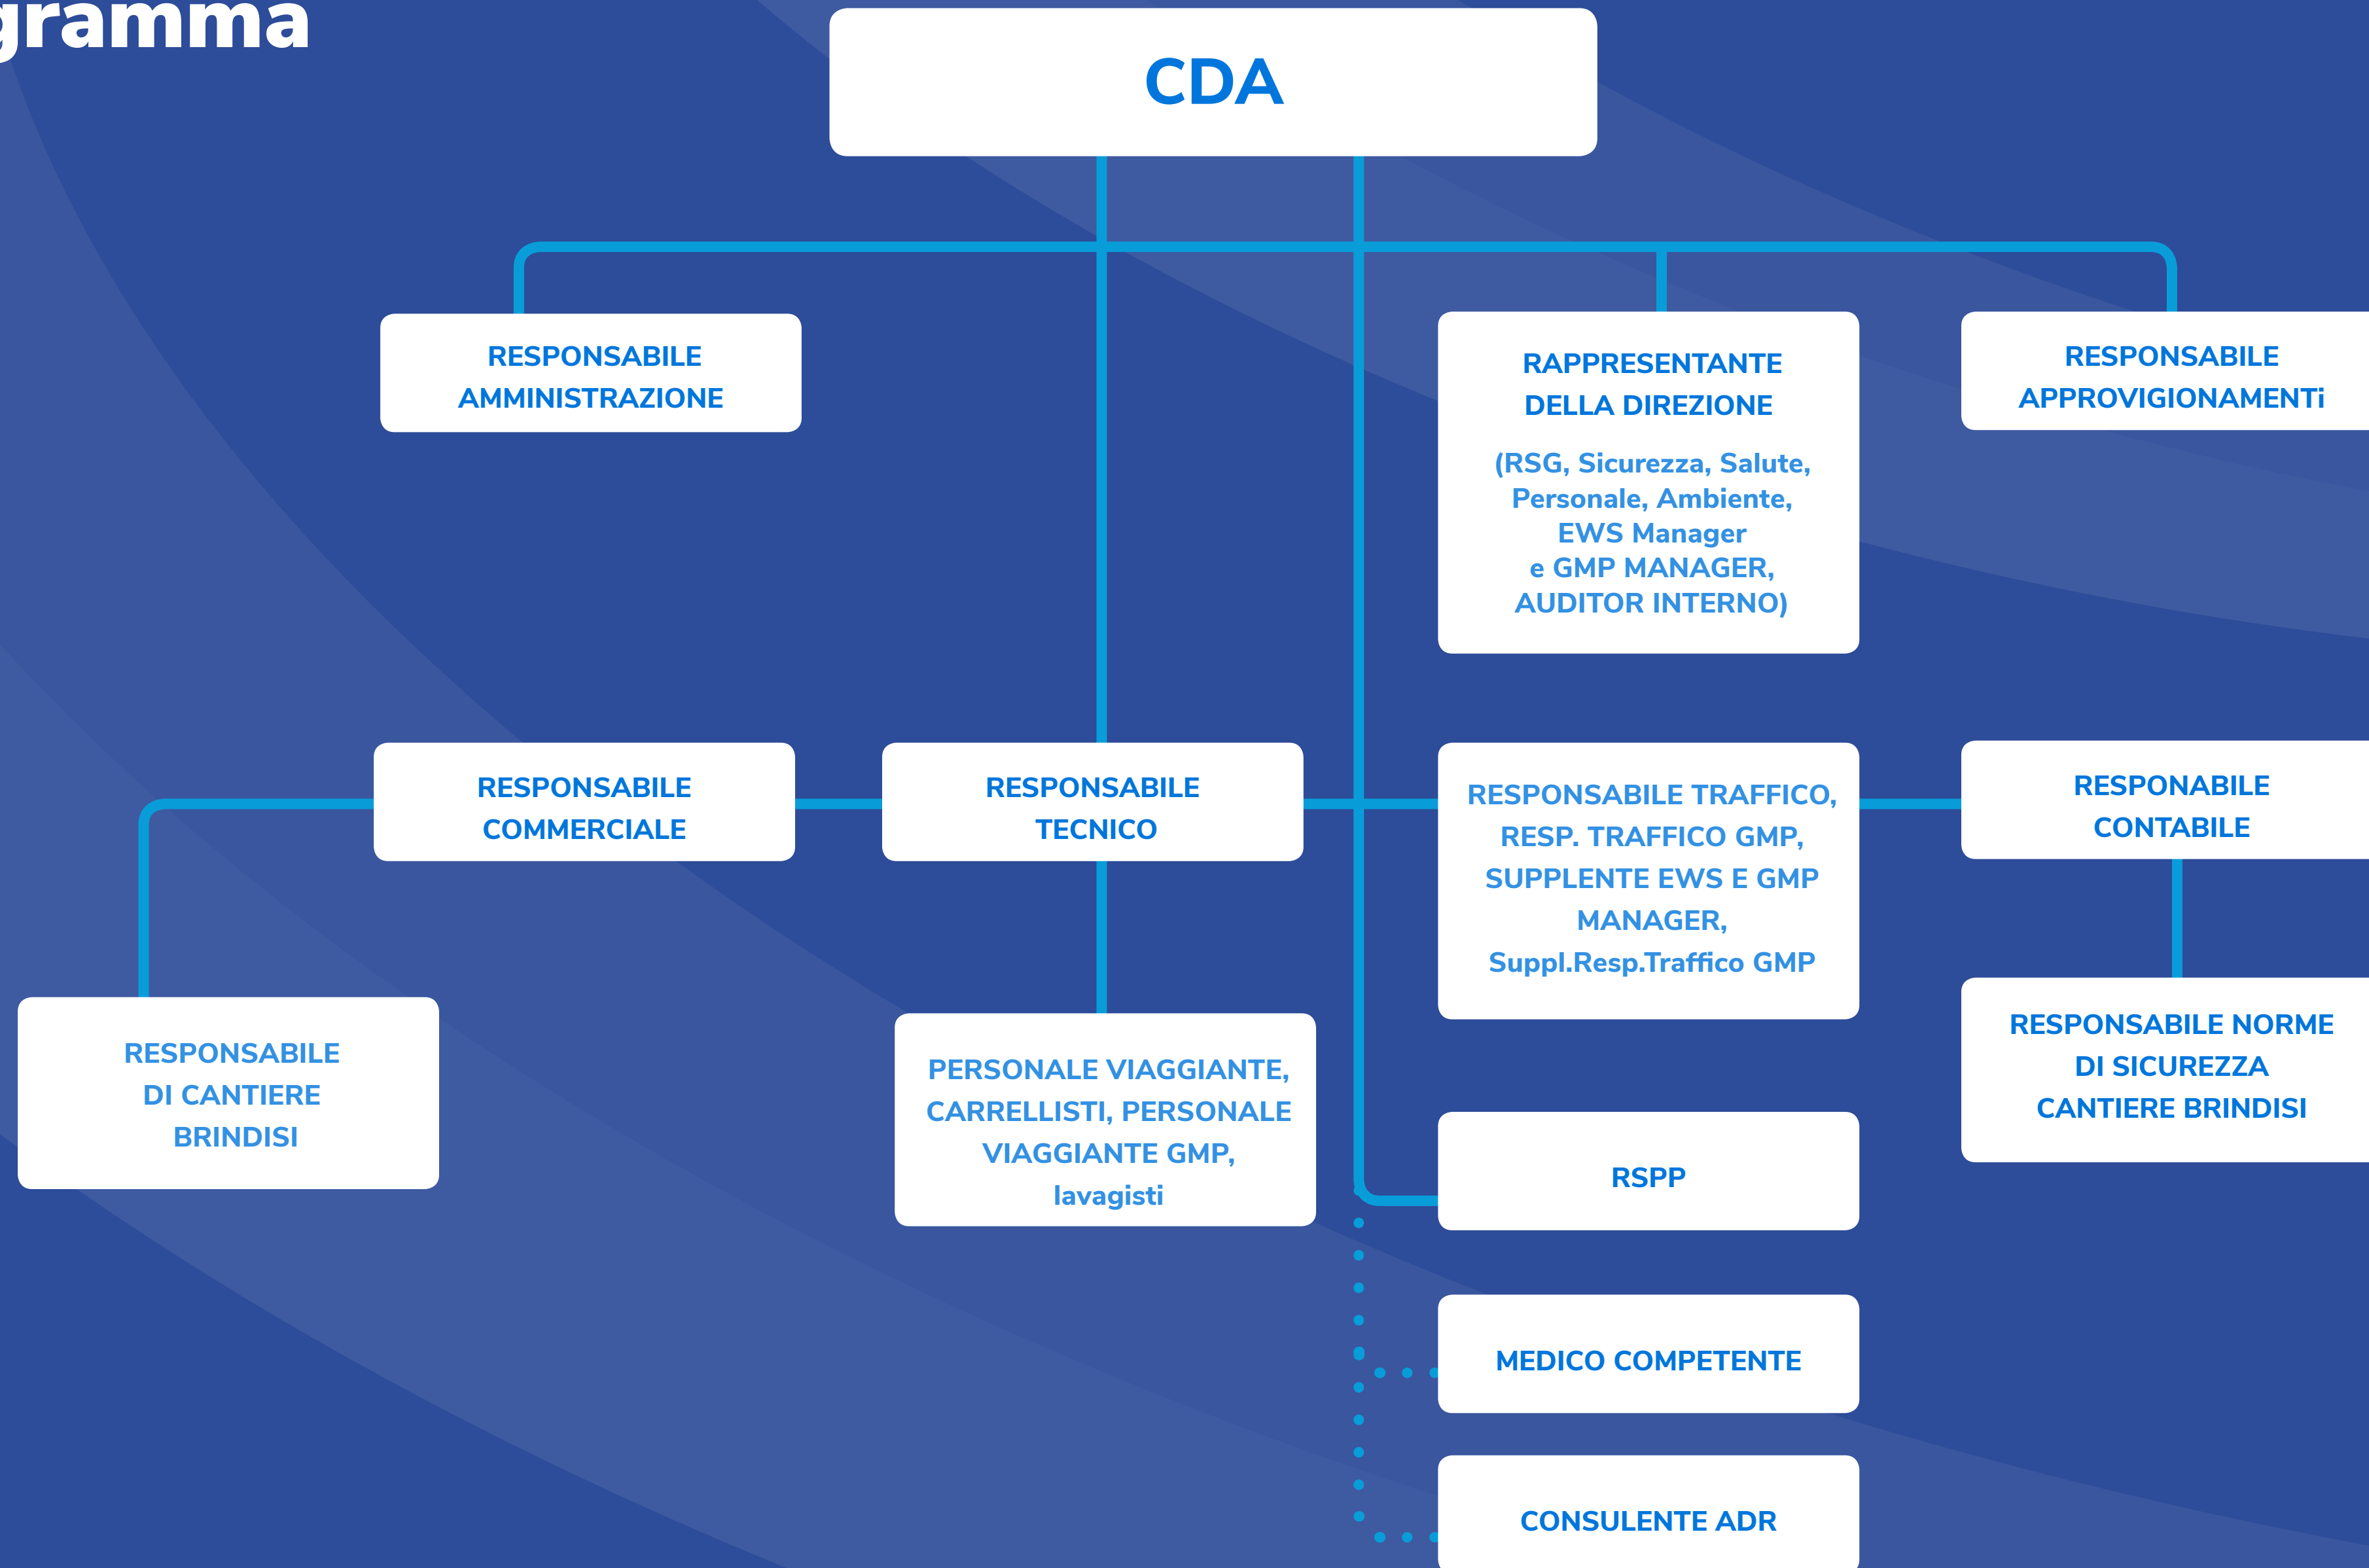 gramma
CDA
RESPONSABILE
AMMINISTRAZIONE
RAPPRESENTANTE
DELLA DIREZIONE
(RSG, Sicurezza, Salute,
Personale, Ambiente,
EWS Manager
e GMP MANAGER,
AUDITOR INTERNO)
RESPONSABILE
APPROVIGIONAMENTi
RESPONSABILE
COMMERCIALE
RESPONSABILE
TECNICO
RESPONSABILE TRAFFICO,
RESP. TRAFFICO GMP,
SUPPLENTE EWS E GMP
MANAGER,
Suppl.Resp.Traffico GMP
RESPONABILE
CONTABILE
RESPONSABILE
DI CANTIERE
BRINDISI
PERSONALE VIAGGIANTE,
CARRELLISTI, PERSONALE
VIAGGIANTE GMP,
lavagisti
RESPONSABILE NORME
DI SICUREZZA
CANTIERE BRINDISI
RSPP
MEDICO COMPETENTE
CONSULENTE ADR